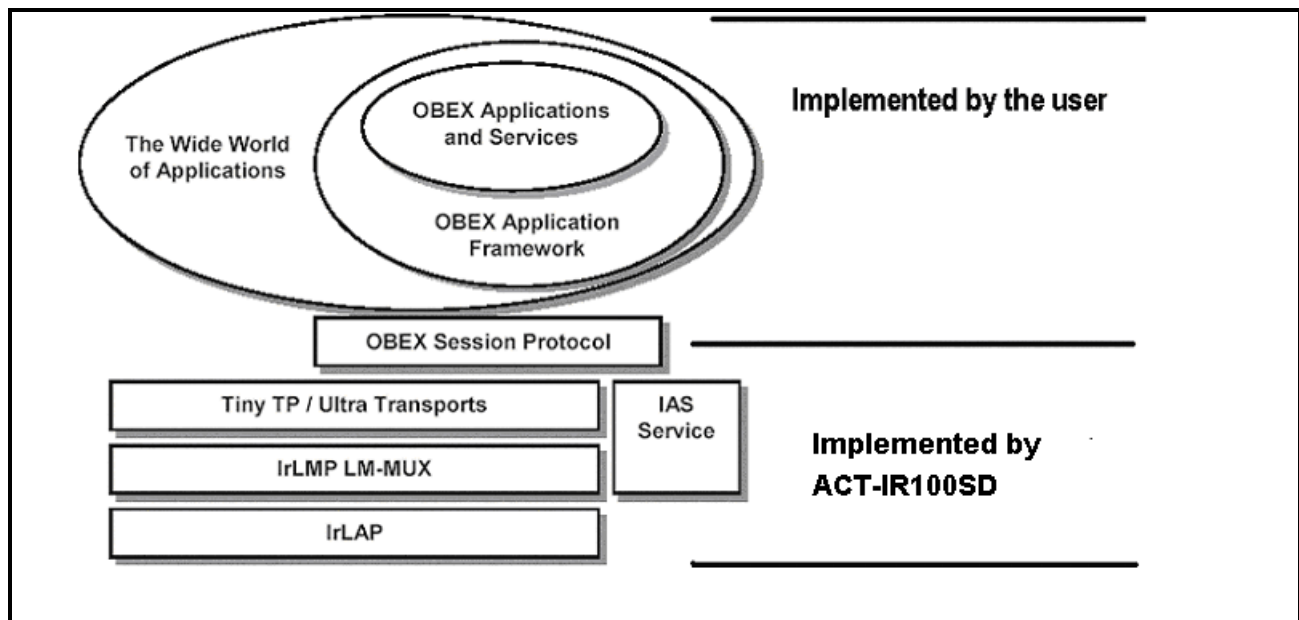 OBEX Applications
and Services
Implemented by the user
The Wide World
of Applications
OBEX Application
Framework
OBEX Session Protocol
Tiny TP / Ultra Transports
IAS
Service
IrLMP LM-MUX
Implemented by
ACT-IR100SD
IrLAP